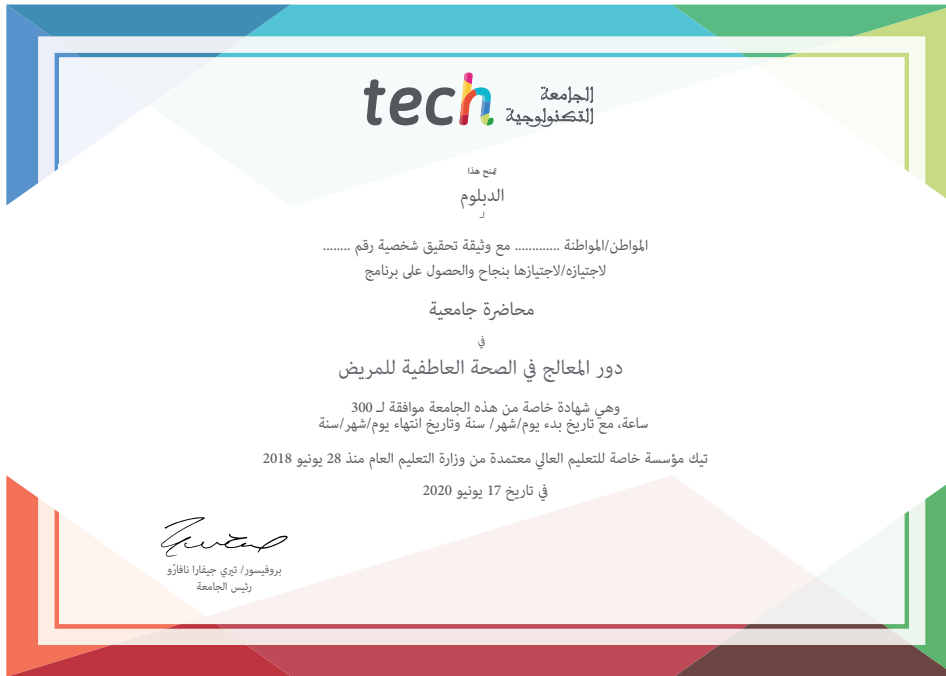 tech الجامعة
التكنولوجية
يمنح هذا
الدبلوم
لـ
المواطن/المواطنة ............ مع وثيقة تحقيق شخصية رقم ........
لاجتيازه/لاجتيازها بنجاح والحصول على برنامج
محاضرة جامعية
في
دور المعالج في الصحة العاطفية للمريض
وهي شهادة خاصة من هذه الجامعة موافقة لـ 300
ساعة، مع تاريخ بدء يوم/شهر/ سنة وتاريخ انتهاء يوم/شهر/سنة
تيك مؤسسة خاصة للتعليم العالي معتمدة من وزارة التعليم العام منذ 28 يونيو 2018
في تاريخ 17 يونيو 2020
بروفيسور/ تيري جيفارا نافارّو
رئيس الجامعة